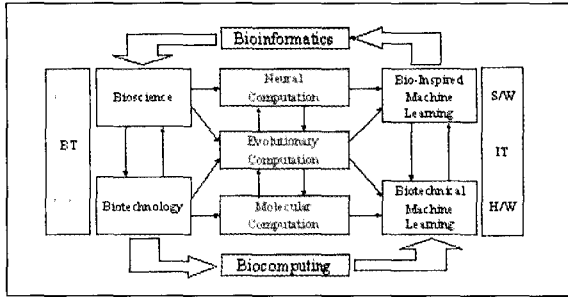 Bioinformatics
Neural
Computation
Bio-Inspired
Machine
Learning
Bioscience
S/W
BT
Evolutionary
Computation
IT
Biotechnology
Molecular
Computation
Biotechnical
Machine
Learning
H/W
Biocomputing